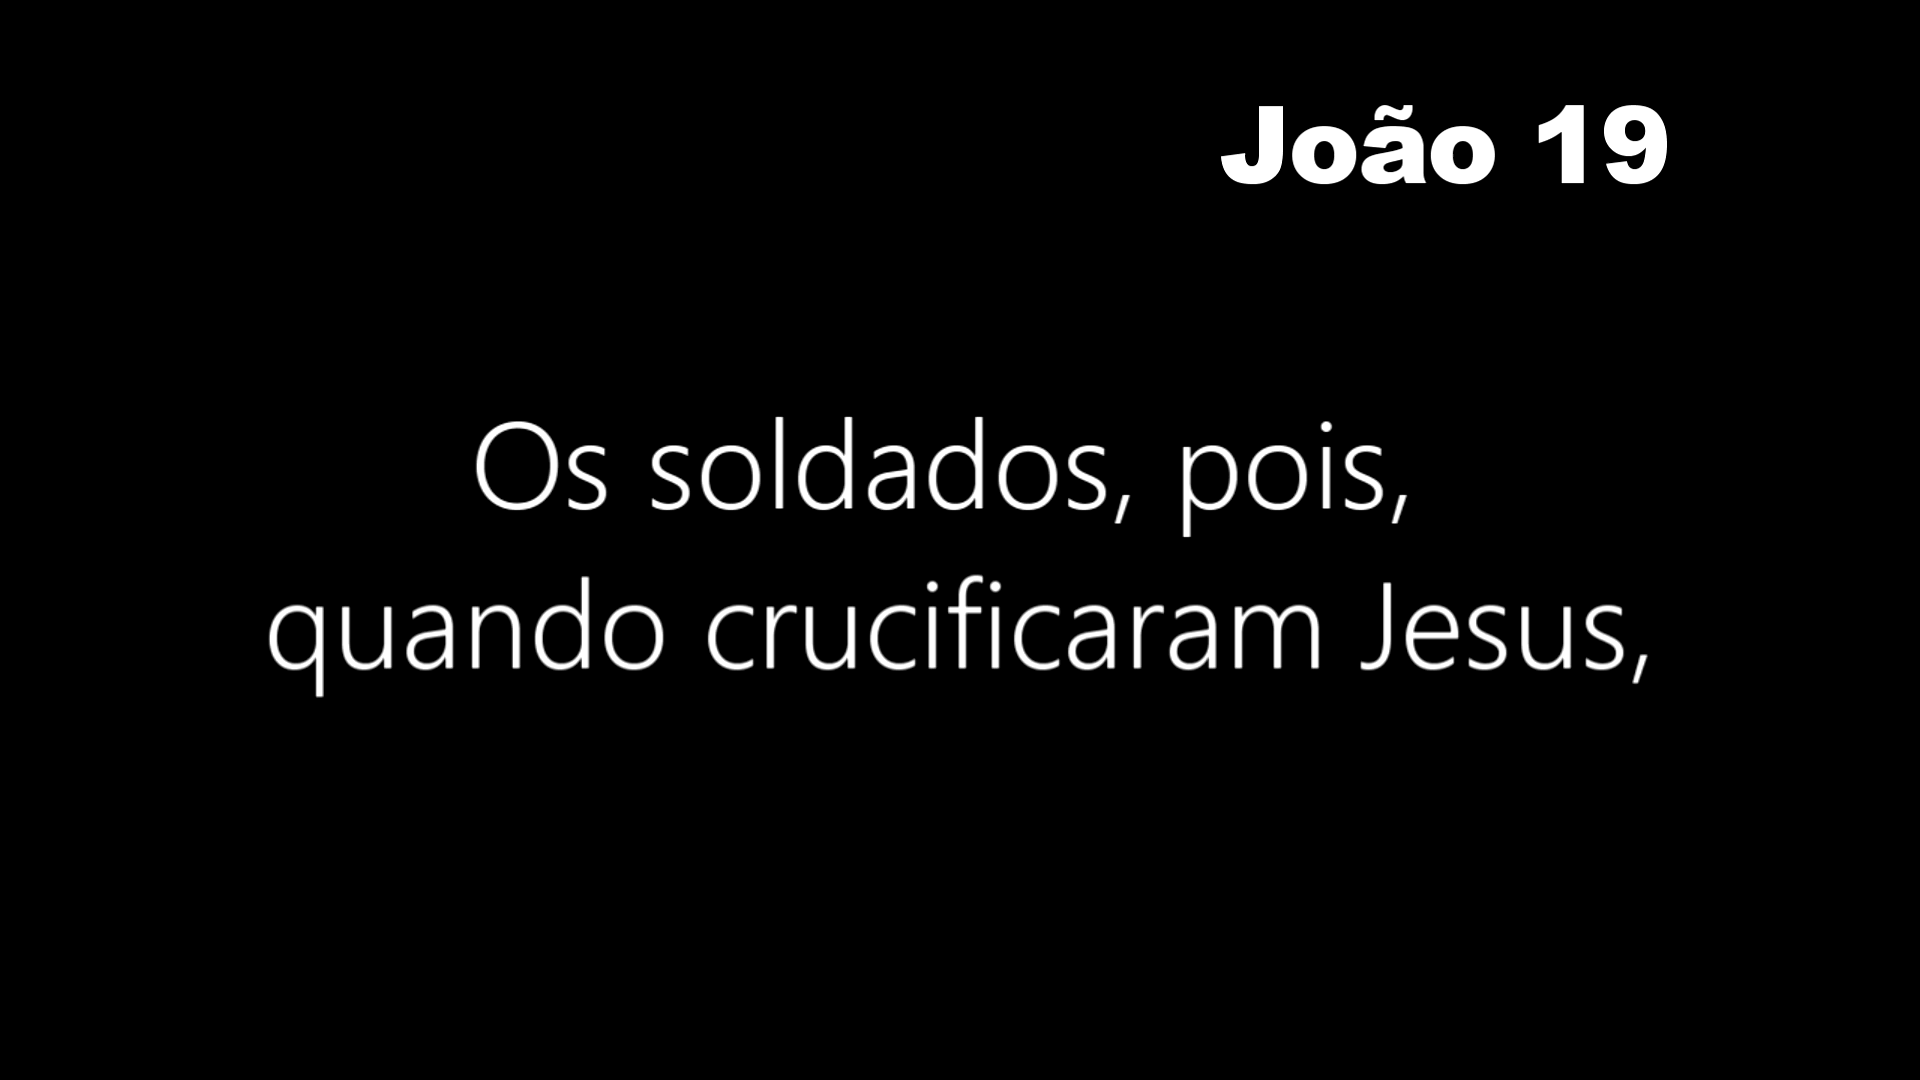 João 19
Os soldados, pois,
quando crucificaram Jesus,